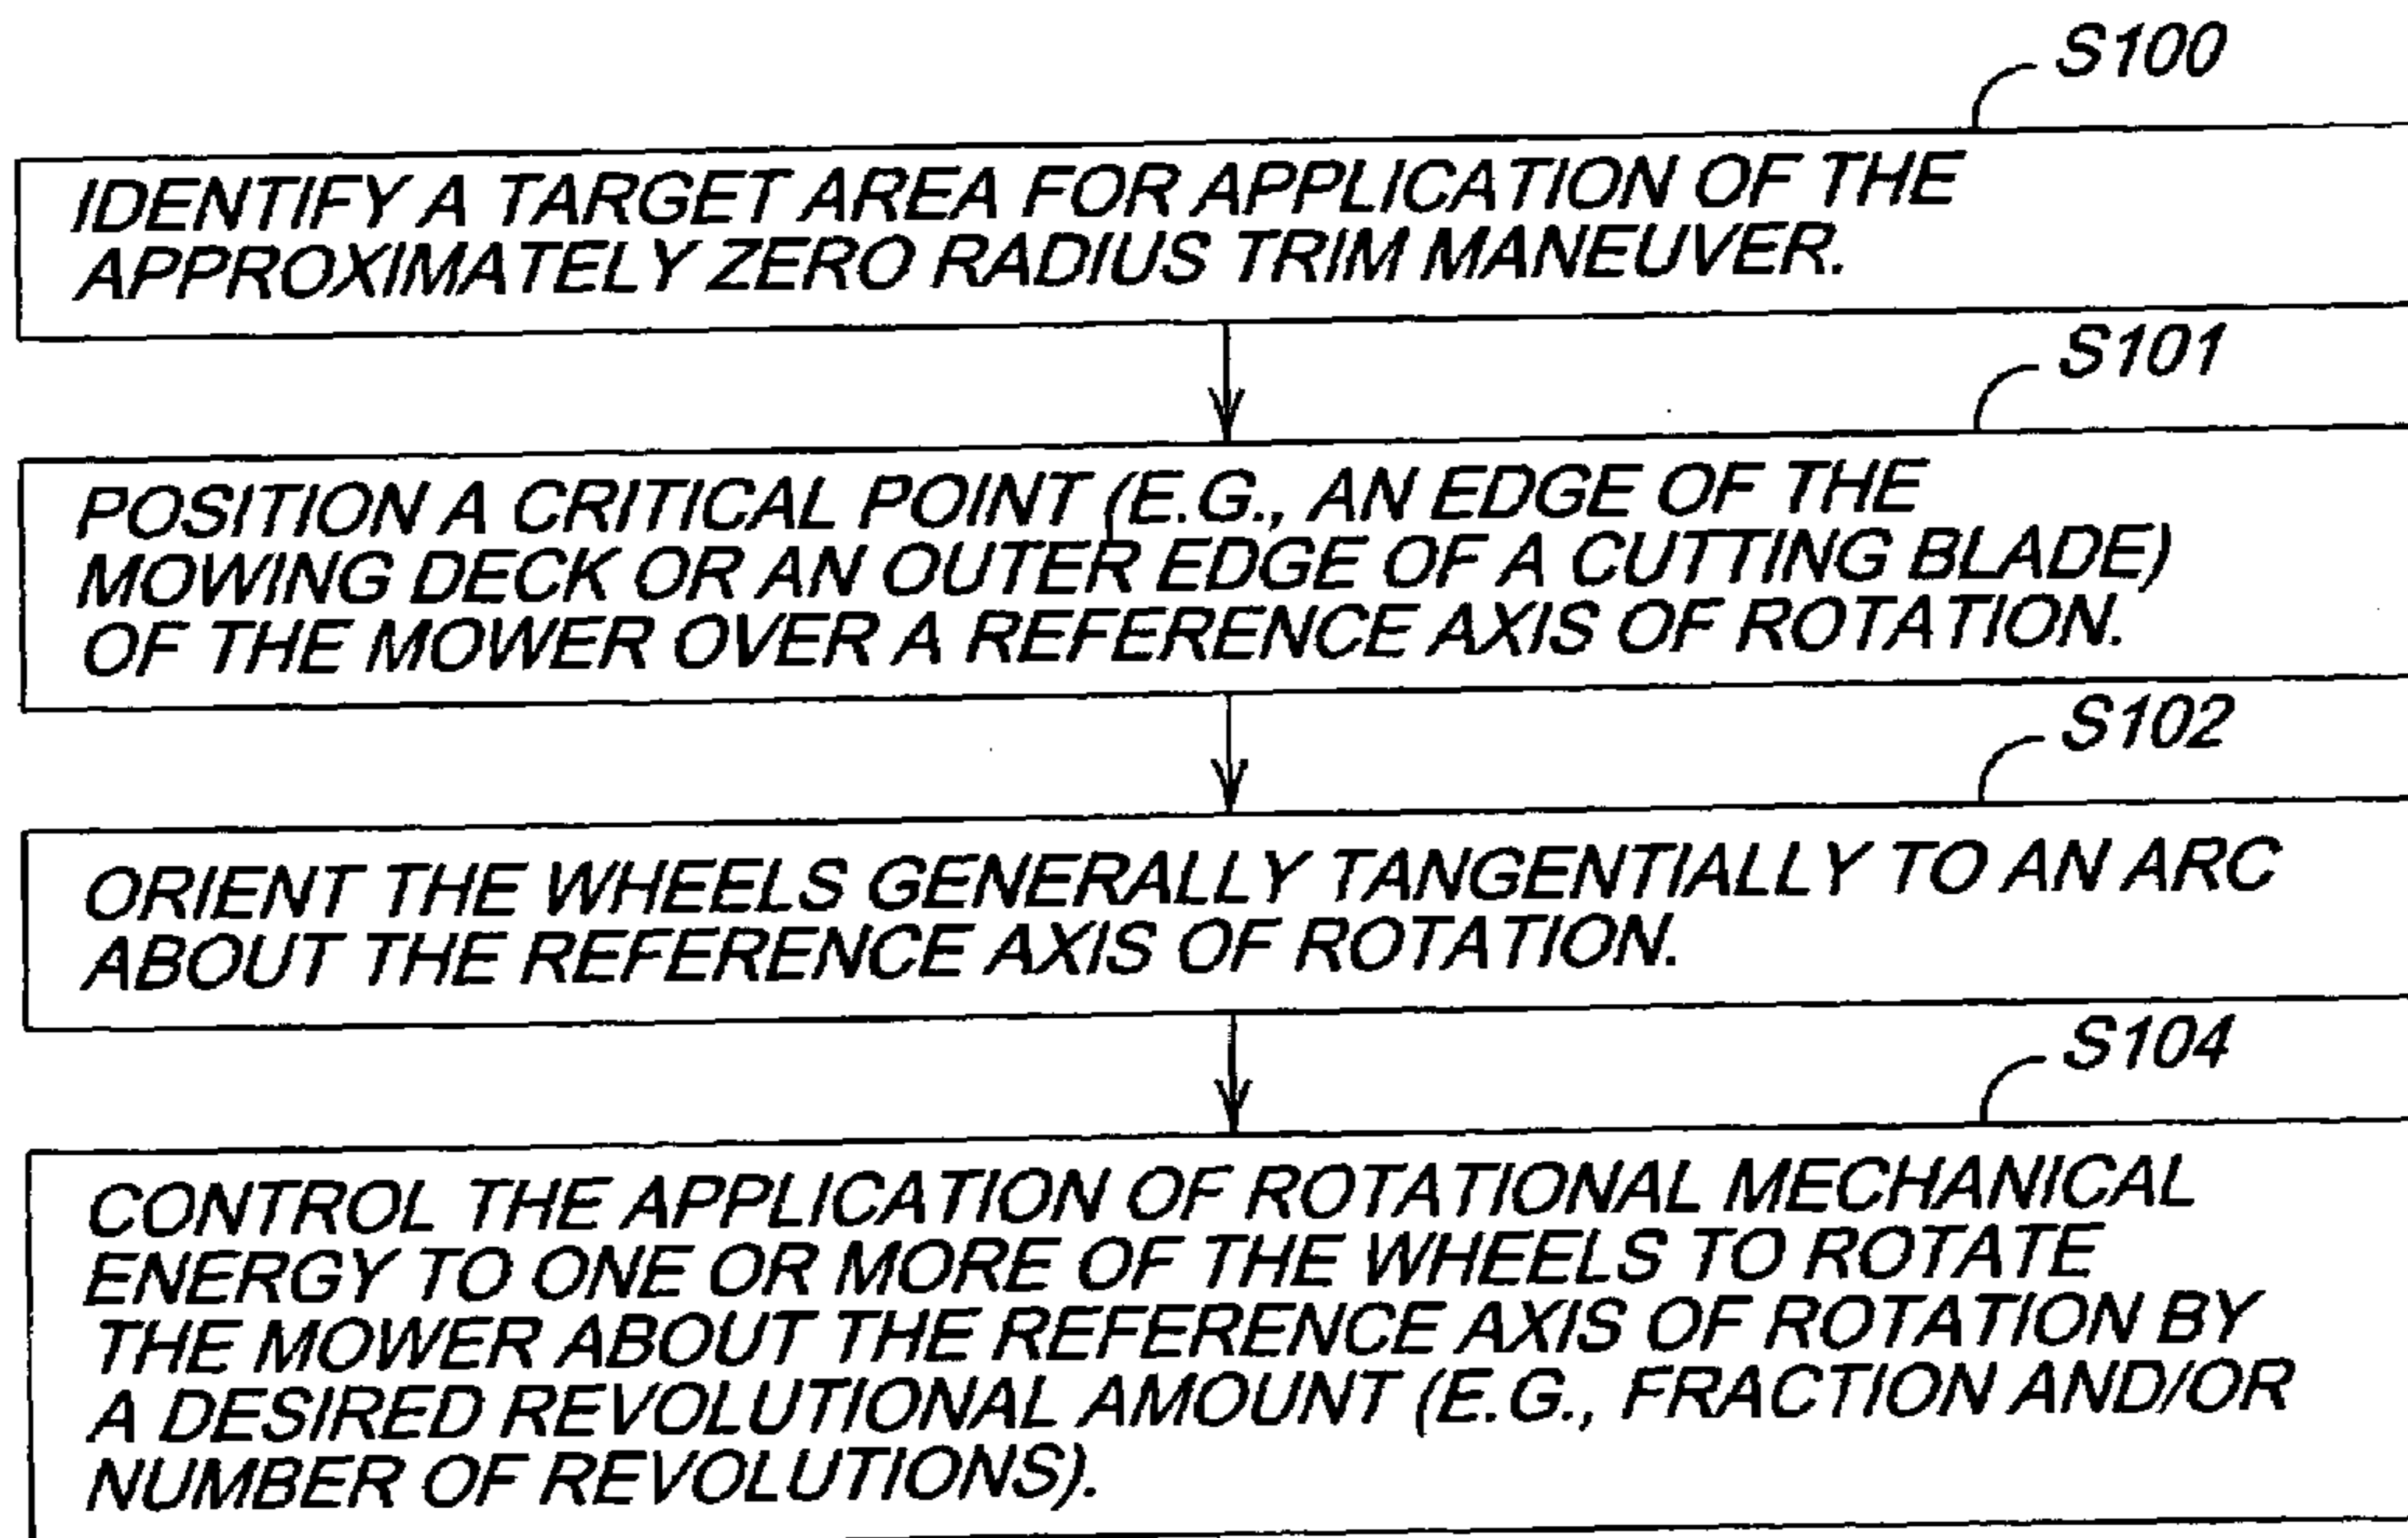 S100
IDENTIFY A TARGET AREA FOR APPLICATION OF THE
APPROXIMATELY ZERO RADIUS TRIM MANEUVER.
S101
POSITION A CRITICAL POINT (E.G., AN EDGE OF THE
MOWING DECK OR AN OUTER EDGE OF A CUTTING BLADE)
OF THE MOWER OVER A REFERENCE AXIS OF ROTATION.
S102
ORIENT THE WHEELS GENERALLY TANGENTIALLY TO AN ARC
ABOUT THE REFERENCE AXIS OF ROTATION.
S104
CONTROL THE APPLICATION OF ROTATIONAL MECHANICAL
ENERGY TO ONE OR MORE OF THE WHEELS TO ROTATE
THE MOWER ABOUT THE REFERENCE AXIS OF ROTATION BY
A DESIRED REVOLUTIONAL AMOUNT (E.G., FRACTION AND/OR
NUMBER OF REVOLUTIONS).